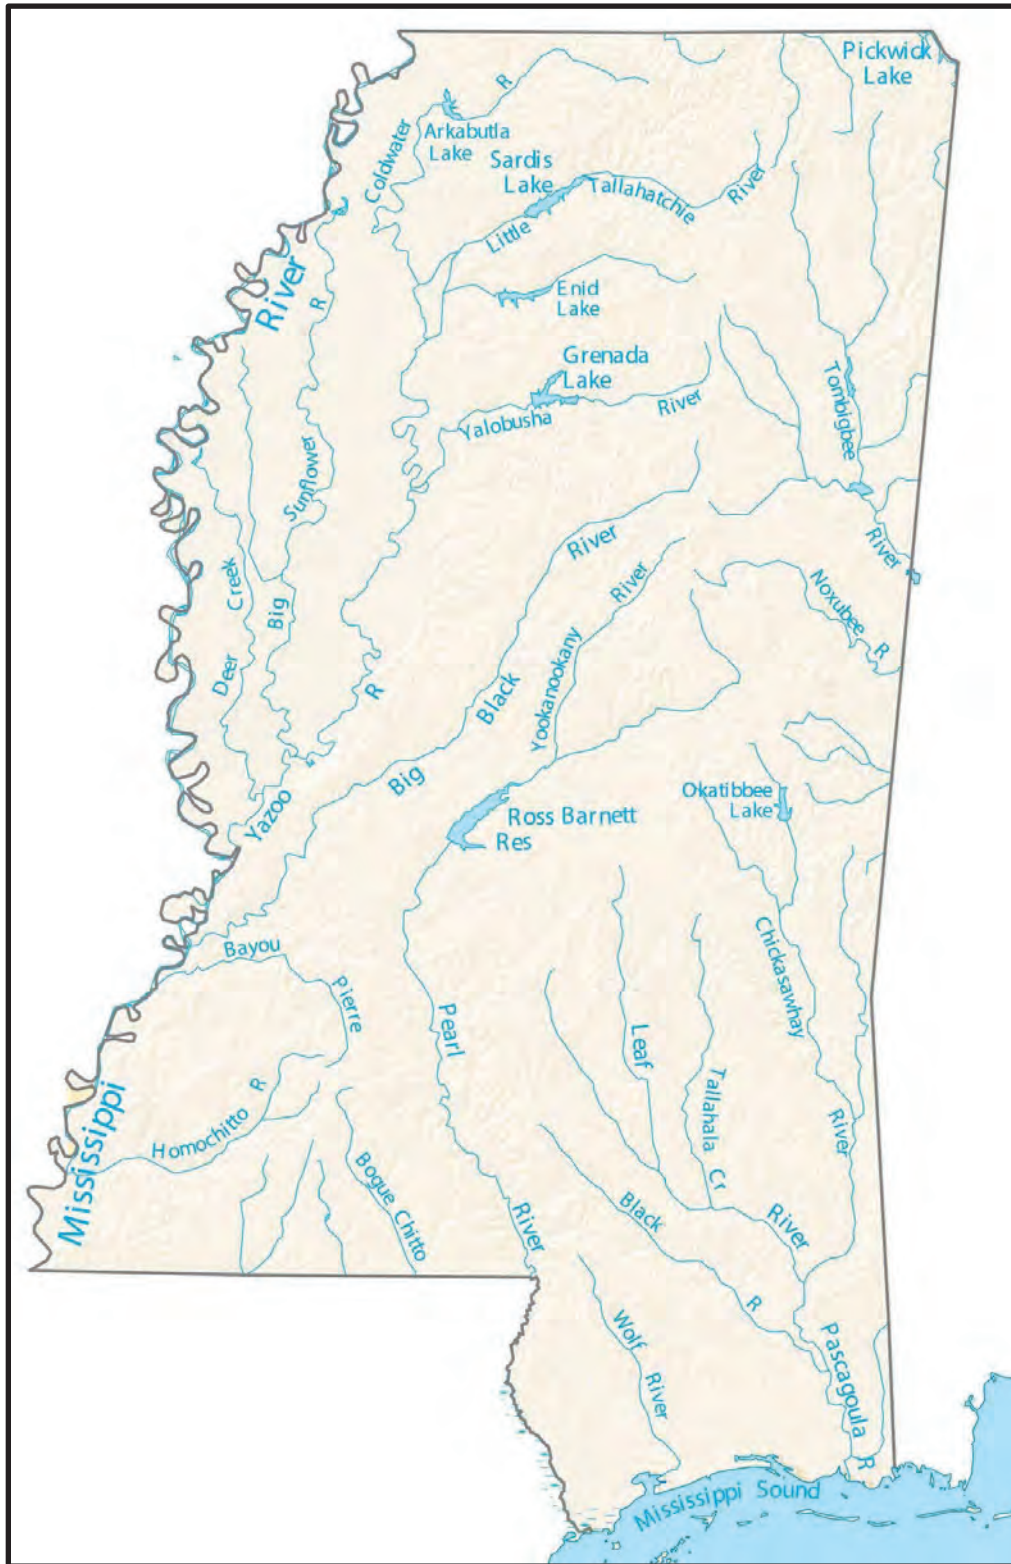 Pickwick
Lake
R
Arkabutla
Lake
Coldwater
Sardis
Lake
Little
Tallahatchie
River
Enid
Lake
Grenada
Lake
Yalobusha
River
Tombigbee
River
Mississippi
River
Big
Sunflower
R
Deer
Creek
Yazoo
R
Big
Black
River
Yookanookany
River
Noxubee
R
Okatibbee
Lake
Ross Barnett
Res
Bayou
Pierre
Pearl
River
Leaf
River
Tallahala
Cr
Chickasawhay
River
Homochitto
R
Bogue Chitto
Black
R
Wolf
River
Pascagoula
R
Mississippi Sound